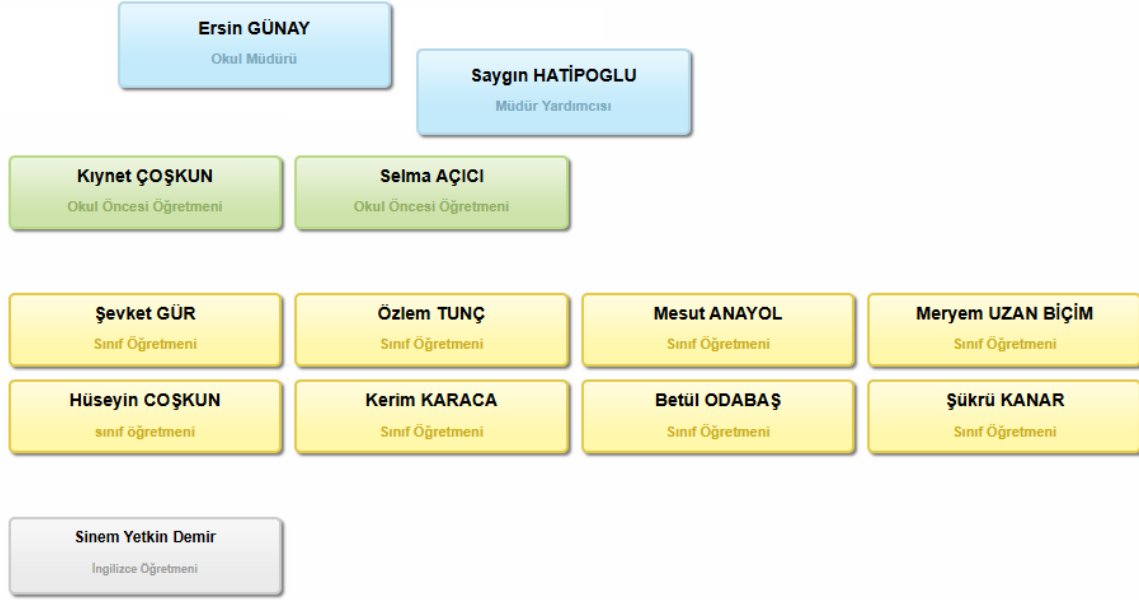 Ersin GÜNAY
Okul Müdürü
Saygın HATİPOGLU
Müdür Yardımcısı
Kıynet ÇOŞKUN
Okul Öncesi Öğretmeni
Selma AÇICI
Okul Öncesi Öğretmeni
Şevket GÜR
Sınıf Öğretmeni
Özlem TUNÇ
Sınıf Öğretmeni
Mesut ANAYOL
Sınıf Öğretmeni
Meryem UZAN BİÇİM
Sınıf Öğretmeni
Hüseyin COŞKUN
sınıf öğretmeni
Kerim KARACA
Sınıf Öğretmeni
Betül ODABAŞ
Sınıf Öğretmeni
Şükrü KANAR
Sınıf Öğretmeni
Sinem Yetkin Demir
İngilizce Öğretmeni